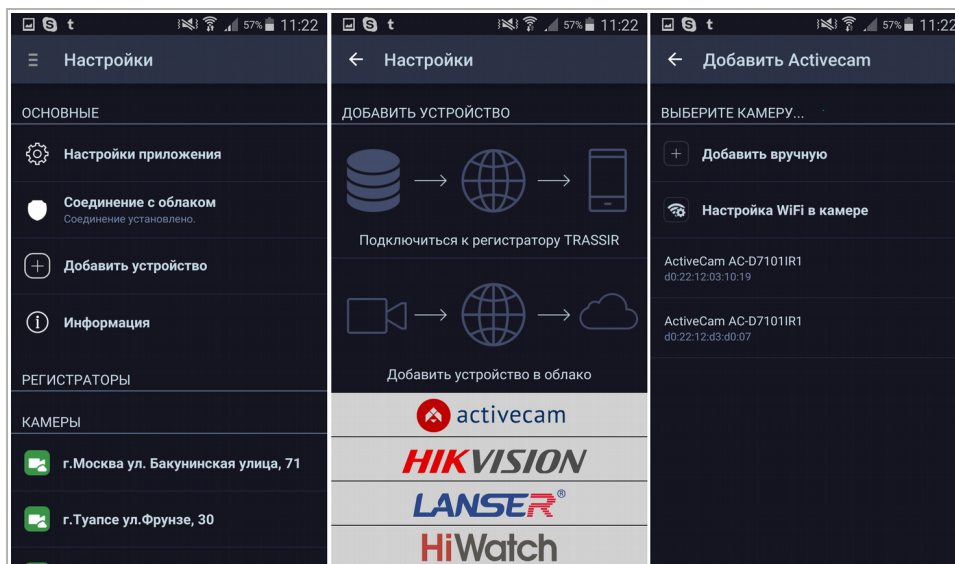 t 57% 11:22
Настройки
ОСНОВНЫЕ
Настройки приложения
Соединение с облаком
Соединение установлено.
Добавить устройство
Информация
РЕГИСТРАТОРЫ
КАМЕРЫ
г.Москва ул. Бакунинская улица, 71
г.Туапсе ул.Фрунзе, 30
t 57% 11:22
Настройки
ДОБАВИТЬ УСТРОЙСТВО
Подключиться к регистратору TRASSIR
Добавить устройство в облако
activecam
HIKVISION
LANSER®
HiWatch
t 57% 11:22
Добавить Activecam
ВЫБЕРИТЕ КАМЕРУ...
Добавить вручную
Настройка WiFi в камере
ActiveCam AC-D7101IR1
d0:22:12:03:10:19
ActiveCam AC-D7101IR1
d0:22:12:d3:d0:07